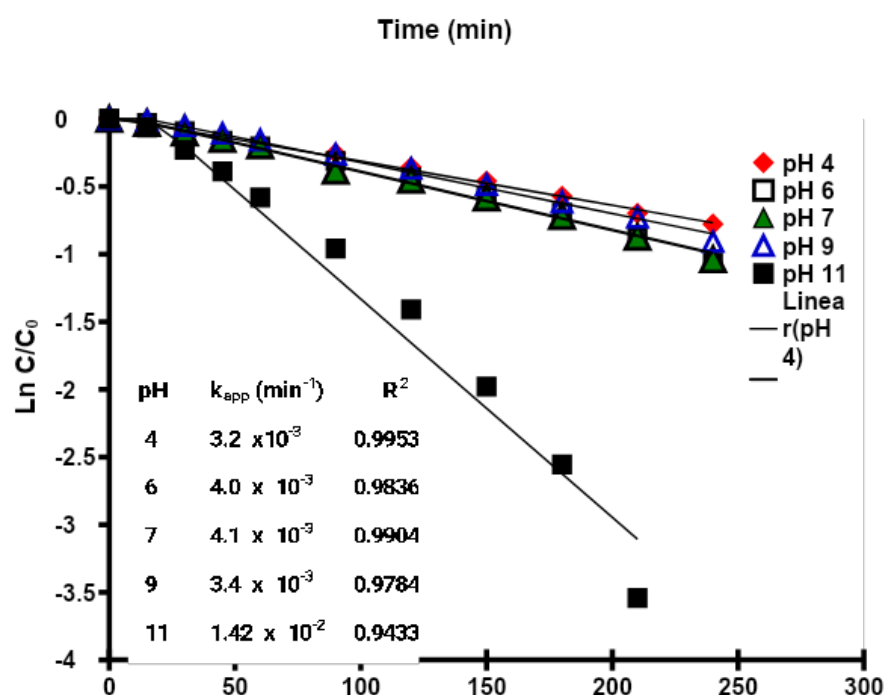 Time (min)
0
-0.5
-1
-1.5
-2
-2.5
-3
-3.5
-4
Ln C/C₀
pH 4
pH 6
pH 7
pH 9
pH 11
Linea
r(pH
4)
pH kapp (min⁻¹) R²
4 3.2 x10⁻³ 0.9953
6 4.0 x 10⁻³ 0.9836
7 4.1 x 10⁻³ 0.9904
9 3.4 x 10⁻³ 0.9784
11 1.42 x 10⁻² 0.9433
0 50 100 150 200 250 300